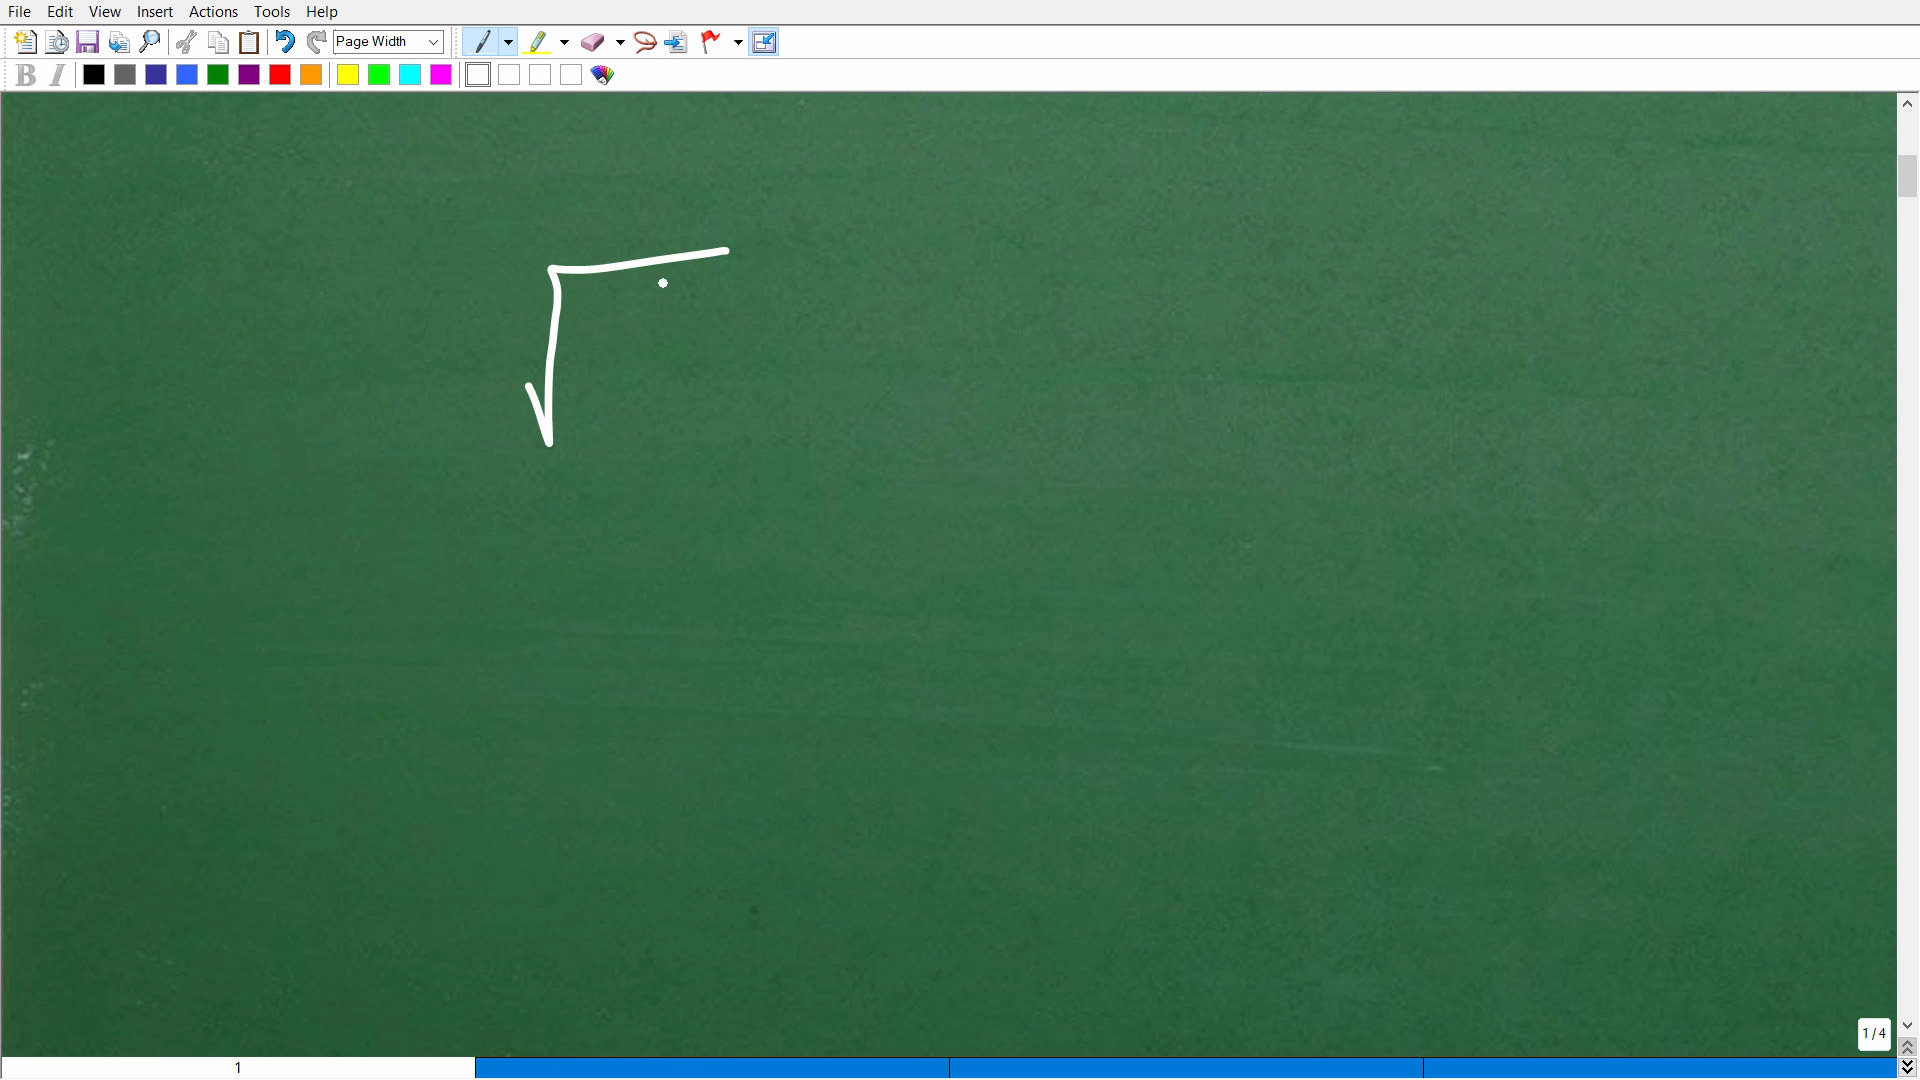 File Edit View Insert Actions Tools Help
Page Width
B I
√
1 / 4
1